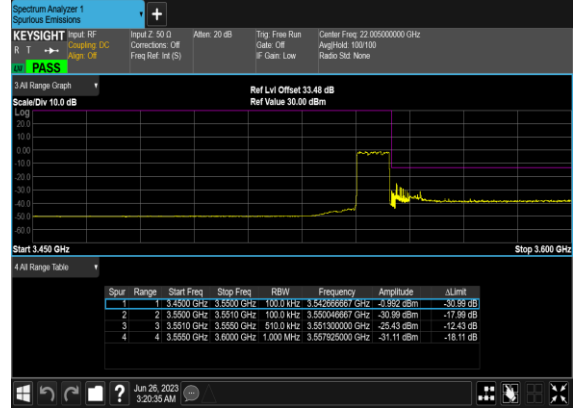 Spectrum Analyzer 1
Spurious Emissions
+
KEYSIGHT Input: RF
R T Coupling: DC
Align: Off
Input Z: 50 Ω
Corrections: Off
Freq Ref: Int (S)
Atten: 20 dB
Trig: Free Run
Gate: Off
IF Gain: Low
Center Freq: 22.005000000 GHz
Avg|Hold: 100/100
Radio Std: None
PASS
3 All Range Graph
Scale/Div 10.0 dB
Ref Lvl Offset 33.48 dB
Ref Value 30.00 dBm
Log
20.0
10.0
0.00
-10.0
-20.0
-30.0
-40.0
-50.0
-60.0
Start 3.450 GHz
Stop 3.600 GHz
4 All Range Table
Spur Range Start Freq Stop Freq RBW Frequency Amplitude ΔLimit
1 1 3.4500 GHz 3.5500 GHz 100.0 kHz 3.542666667 GHz -0.992 dBm -30.99 dB
2 2 3.5500 GHz 3.5510 GHz 100.0 kHz 3.550046667 GHz -30.99 dBm -17.99 dB
3 3 3.5510 GHz 3.5550 GHz 510.0 kHz 3.551300000 GHz -25.43 dBm -12.43 dB
4 4 3.5550 GHz 3.6000 GHz 1.000 MHz 3.557925000 GHz -31.11 dBm -18.11 dB
?
Jun 26, 2023
3:20:35 AM